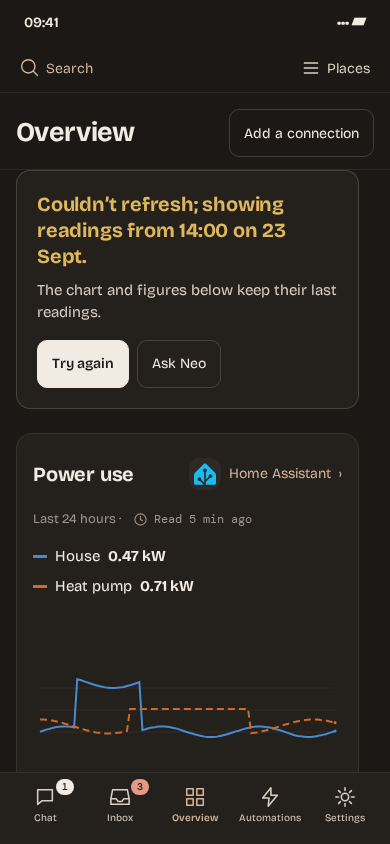 09:41
Search
Places
Overview
Add a connection
Couldn't refresh; showing
readings from 14:00 on 23
Sept.
The chart and figures below keep their last
readings.
Try again
Ask Neo
Power use
Home Assistant ›
Last 24 hours ·
Read 5 min ago
House 0.47 kW
Heat pump 0.71 kW
1
3
Chat
Inbox
Overview
Automations
Settings